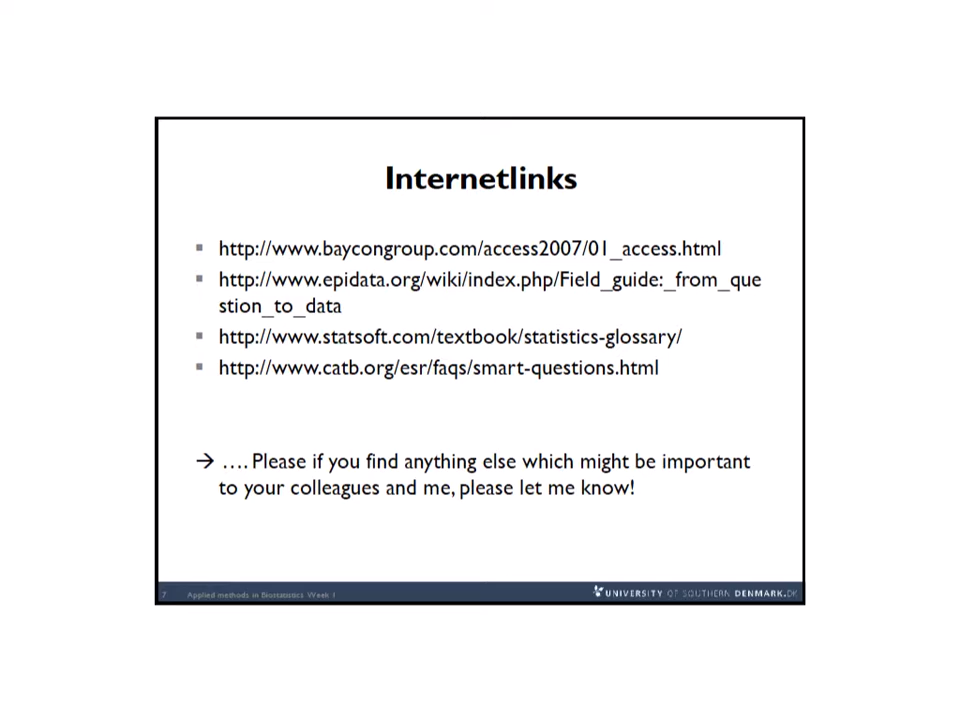 Internetlinks
▪ http://www.baycongroup.com/access2007/01_access.html
▪ http://www.epidata.org/wiki/index.php/Field_guide:_from_que
stion_to_data
▪ http://www.statsoft.com/textbook/statistics-glossary/
▪ http://www.catb.org/esr/faqs/smart-questions.html
→ …. Please if you find anything else which might be important
to your colleagues and me, please let me know!
7 Applied methods in Biostatistics Week 1 UNIVERSITY OF SOUTHERN DENMARK.DK